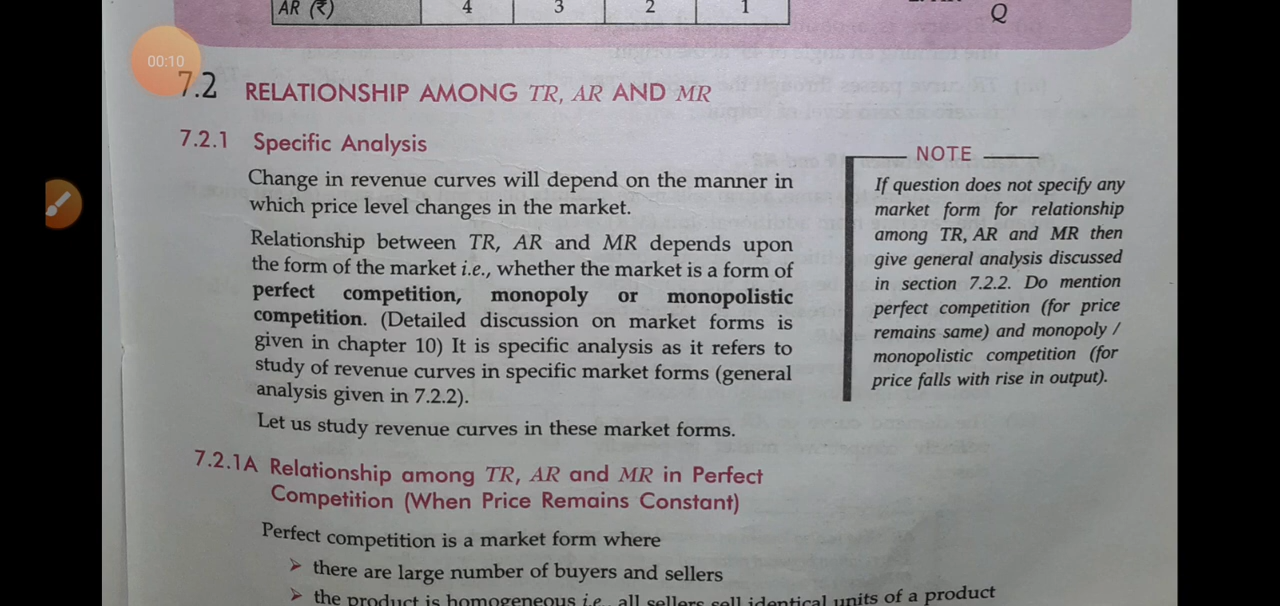 AR (₹) 4 3 2 1
Q
00:10
7.2 RELATIONSHIP AMONG TR, AR AND MR
7.2.1 Specific Analysis
Change in revenue curves will depend on the manner in
which price level changes in the market.
Relationship between TR, AR and MR depends upon
the form of the market i.e., whether the market is a form of
perfect competition, monopoly or monopolistic
competition. (Detailed discussion on market forms is
given in chapter 10) It is specific analysis as it refers to
study of revenue curves in specific market forms (general
analysis given in 7.2.2).
Let us study revenue curves in these market forms.
NOTE
If question does not specify any
market form for relationship
among TR, AR and MR then
give general analysis discussed
in section 7.2.2. Do mention
perfect competition (for price
remains same) and monopoly /
monopolistic competition (for
price falls with rise in output).
7.2.1A Relationship among TR, AR and MR in Perfect
Competition (When Price Remains Constant)
Perfect competition is a market form where
➢ there are large number of buyers and sellers
➢ the product is homogeneous i.e., all sellers sell identical units of a product